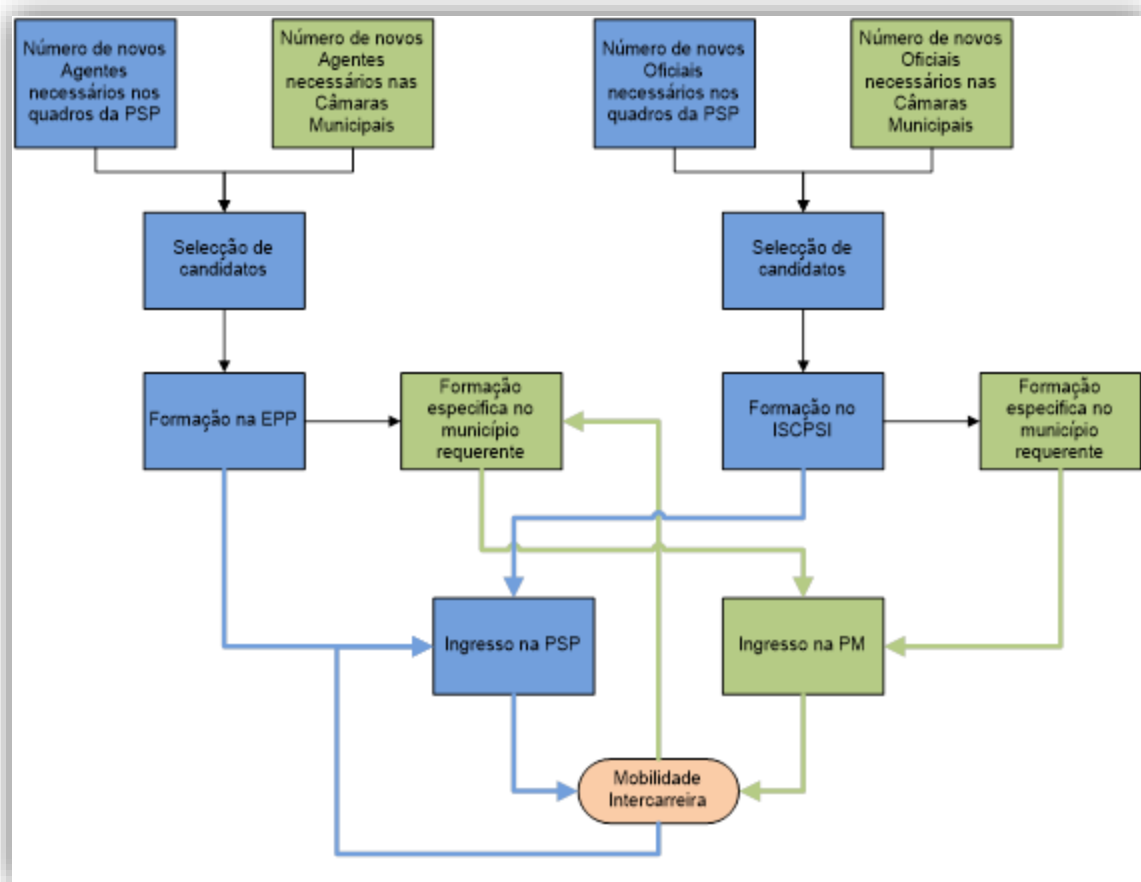 Número de novos
Agentes
necessários nos
quadros da PSP
Número de novos
Agentes
necessários nas
Câmaras
Municipais
Número de novos
Oficiais
necessários nos
quadros da PSP
Número de novos
Oficiais
necessários nas
Câmaras
Municipais
Selecção de
candidatos
Selecção de
candidatos
Formação na EPP
Formação
especifica no
município
requerente
Formação no
ISCPSI
Formação
especifica no
município
requerente
Ingresso na PSP
Ingresso na PM
Mobilidade
Intercarreira